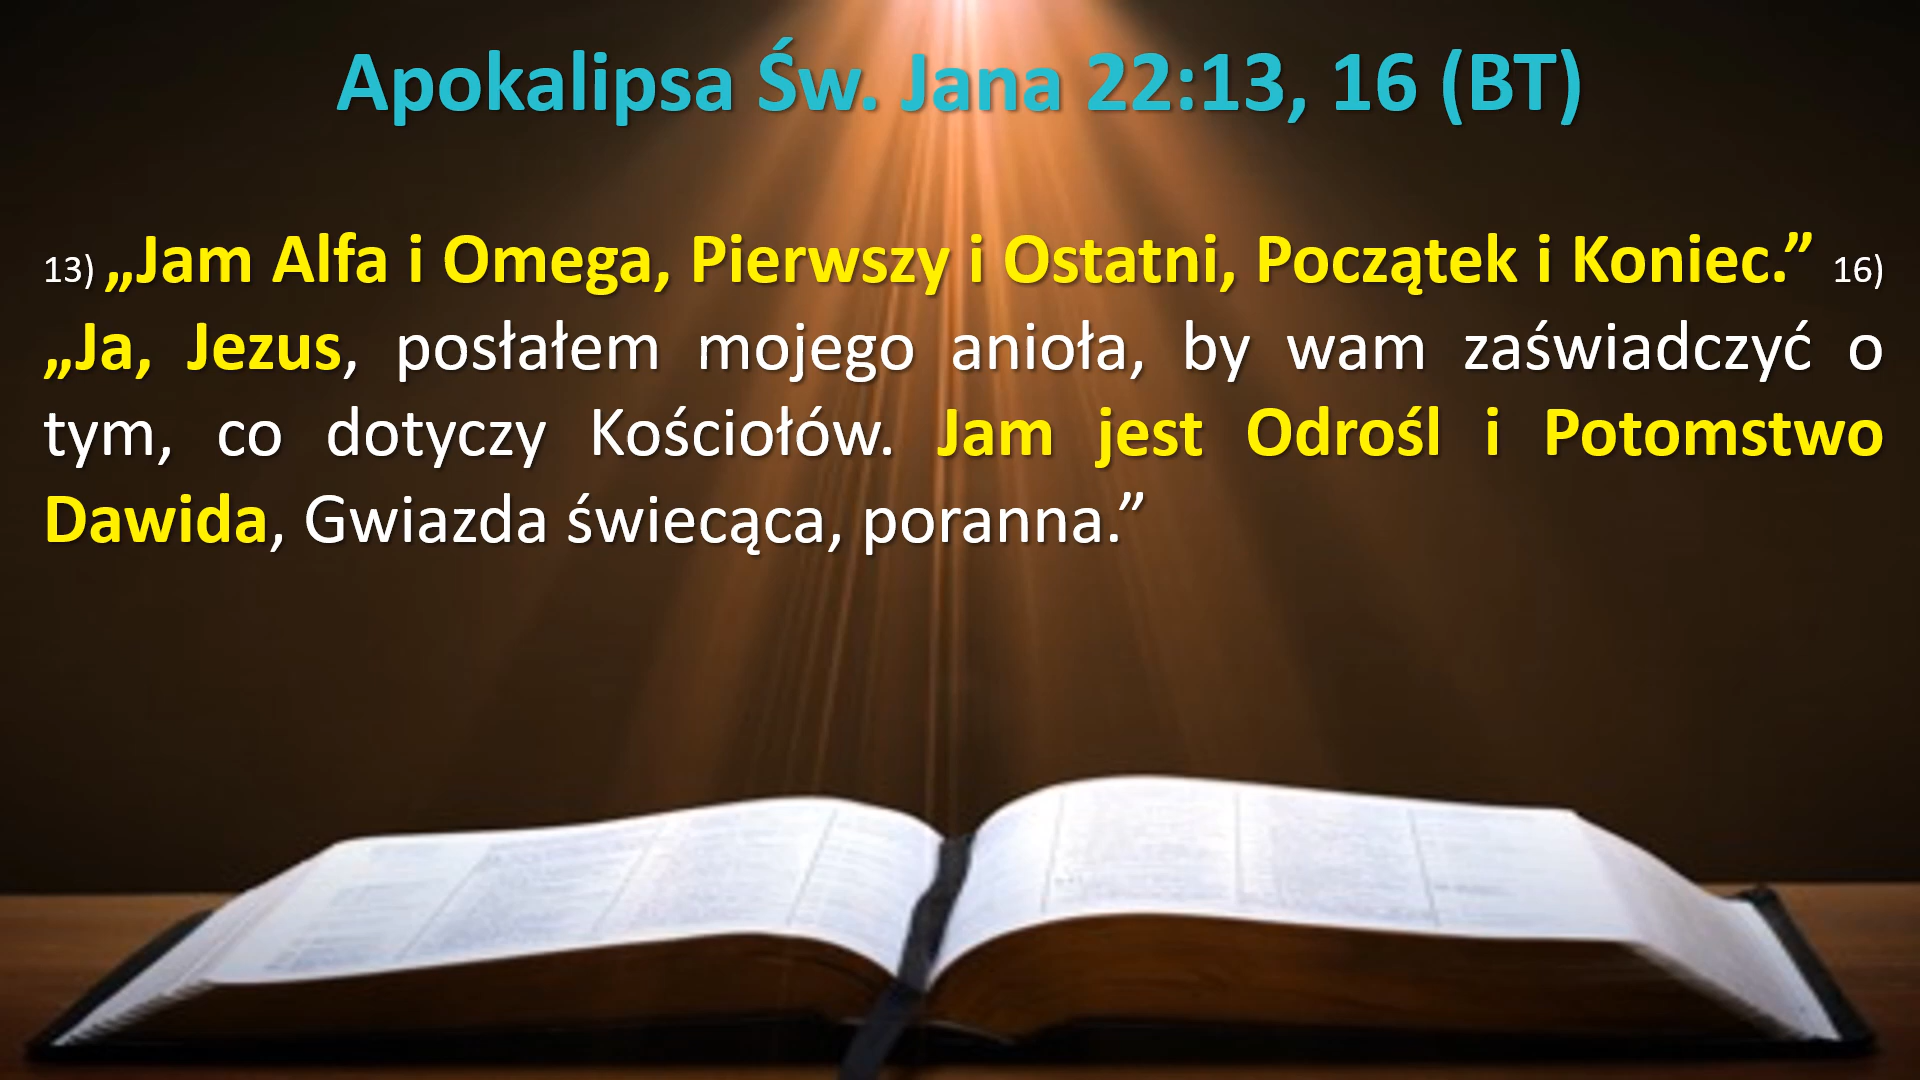 Apokalipsa Św. Jana 22:13, 16 (BT)
13) „Jam Alfa i Omega, Pierwszy i Ostatni, Początek i Koniec.” 16)
„Ja, Jezus, posłałem mojego anioła, by wam zaświadczyć o
tym, co dotyczy Kościołów. Jam jest Odrośl i Potomstwo
Dawida, Gwiazda świecąca, poranna.”